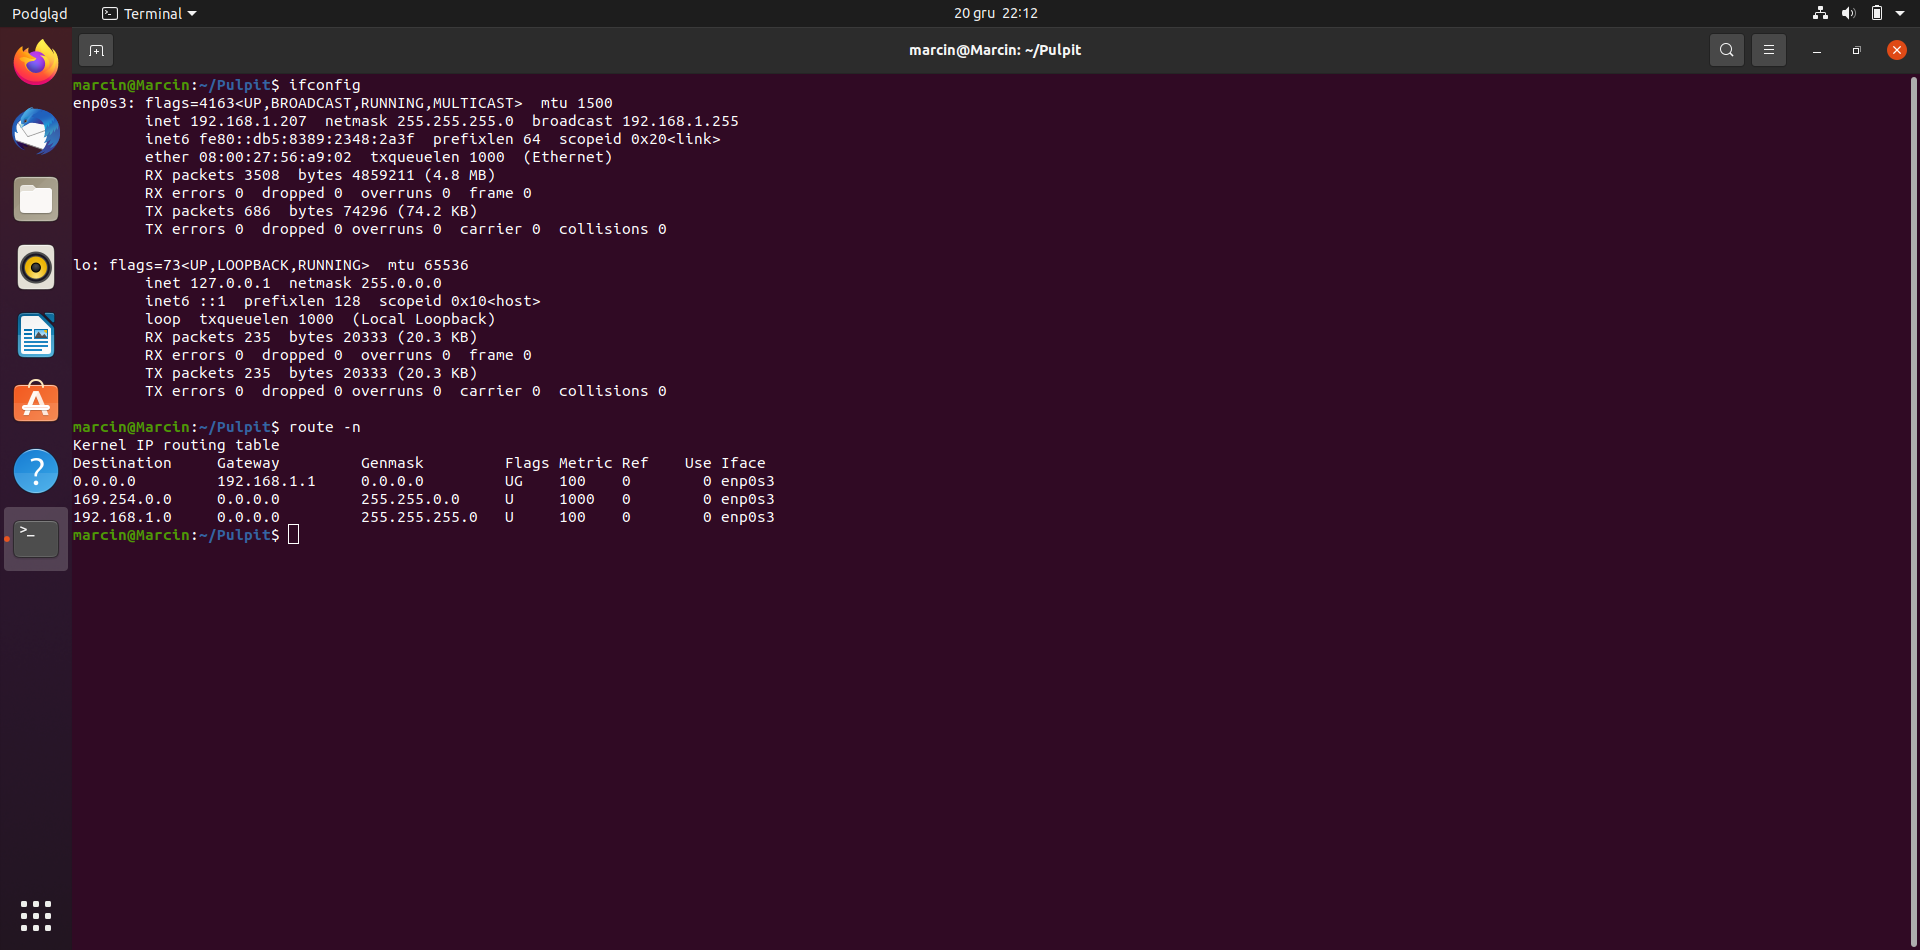 Podgląd Terminal 20 gru 22:12
marcin@Marcin: ~/Pulpit
marcin@Marcin:~/Pulpit$ ifconfig
enp0s3: flags=4163<UP,BROADCAST,RUNNING,MULTICAST>  mtu 1500
        inet 192.168.1.207  netmask 255.255.255.0  broadcast 192.168.1.255
        inet6 fe80::db5:8389:2348:2a3f  prefixlen 64  scopeid 0x20<link>
        ether 08:00:27:56:a9:02  txqueuelen 1000  (Ethernet)
        RX packets 3508  bytes 4859211 (4.8 MB)
        RX errors 0  dropped 0  overruns 0  frame 0
        TX packets 686  bytes 74296 (74.2 KB)
        TX errors 0  dropped 0 overruns 0  carrier 0  collisions 0

lo: flags=73<UP,LOOPBACK,RUNNING>  mtu 65536
        inet 127.0.0.1  netmask 255.0.0.0
        inet6 ::1  prefixlen 128  scopeid 0x10<host>
        loop  txqueuelen 1000  (Local Loopback)
        RX packets 235  bytes 20333 (20.3 KB)
        RX errors 0  dropped 0  overruns 0  frame 0
        TX packets 235  bytes 20333 (20.3 KB)
        TX errors 0  dropped 0 overruns 0  carrier 0  collisions 0

marcin@Marcin:~/Pulpit$ route -n
Kernel IP routing table
Destination     Gateway         Genmask         Flags Metric Ref    Use Iface
0.0.0.0         192.168.1.1     0.0.0.0         UG    100    0        0 enp0s3
169.254.0.0     0.0.0.0         255.255.0.0     U     1000   0        0 enp0s3
192.168.1.0     0.0.0.0         255.255.255.0   U     100    0        0 enp0s3
marcin@Marcin:~/Pulpit$